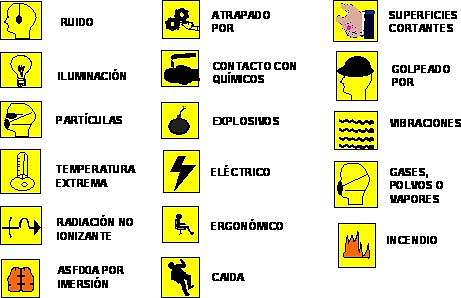 RUIDO
ILUMINACIÓN
PARTÍCULAS
TEMPERATURA
EXTREMA
RADIACIÓN NO
IONIZANTE
ASFIXIA POR
IMERSIÓN
ATRAPADO
POR
CONTACTO CON
QUÍMICOS
EXPLOSIVOS
ELÉCTRICO
ERGONÓMICO
CAIDA
SUPERFICIES
CORTANTES
GOLPEADO
POR
VIBRACIONES
GASES,
POLVOS O
VAPORES
INCENDIO